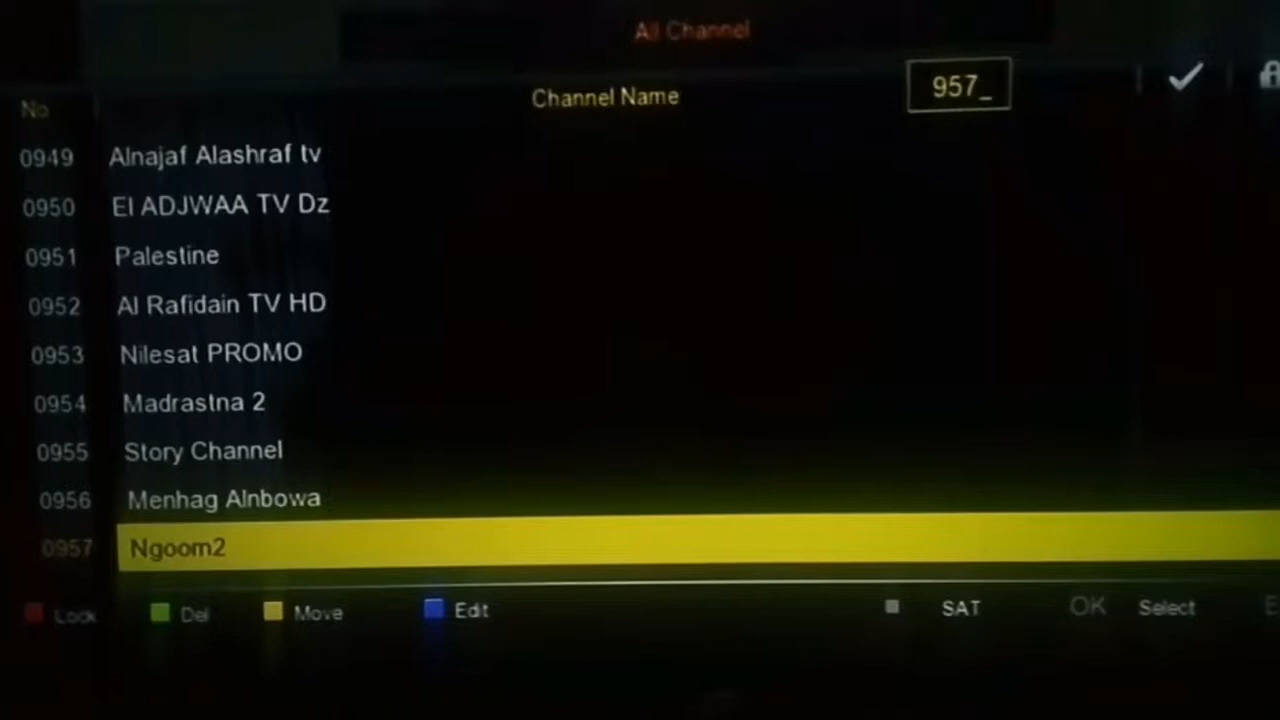 All Channel
No Channel Name 957_
0949 Alnajaf Alashraf tv
0950 El ADJWAA TV Dz
0951 Palestine
0952 Al Rafidain TV HD
0953 Nilesat PROMO
0954 Madrastna 2
0955 Story Channel
0956 Menhag Alnbowa
0957 Ngoom2
Lock Del Move Edit SAT OK Select